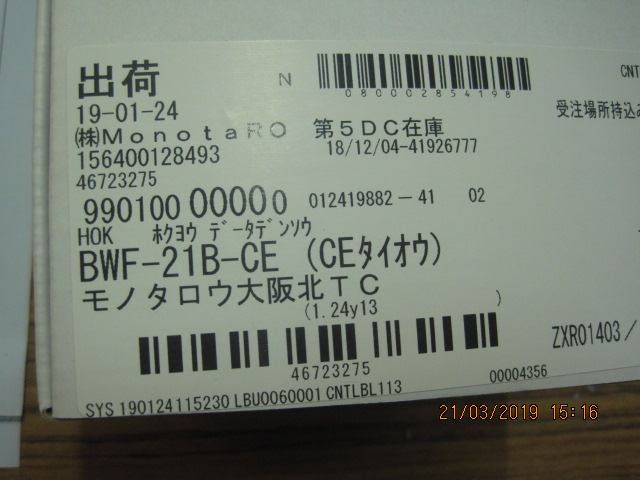 出荷
N
080002854198
CNT
19-01-24
受注場所持込み
㈱MonotaRO 第5DC在庫
156400128493
18/12/04-41926777
46723275
990100 00000
012419882-41
02
HOK ﾎｸﾖｳ ﾃﾞｰﾀﾃﾞﾝｿｳ
BWF-21B-CE (CEﾀｲｵｳ)
モノタロウ大阪北TC
(1.24y13 )
46723275
ZXR01403/
00004356
SYS 190124115230 LBU0060001 CNTLBL113
21/03/2019 15:16